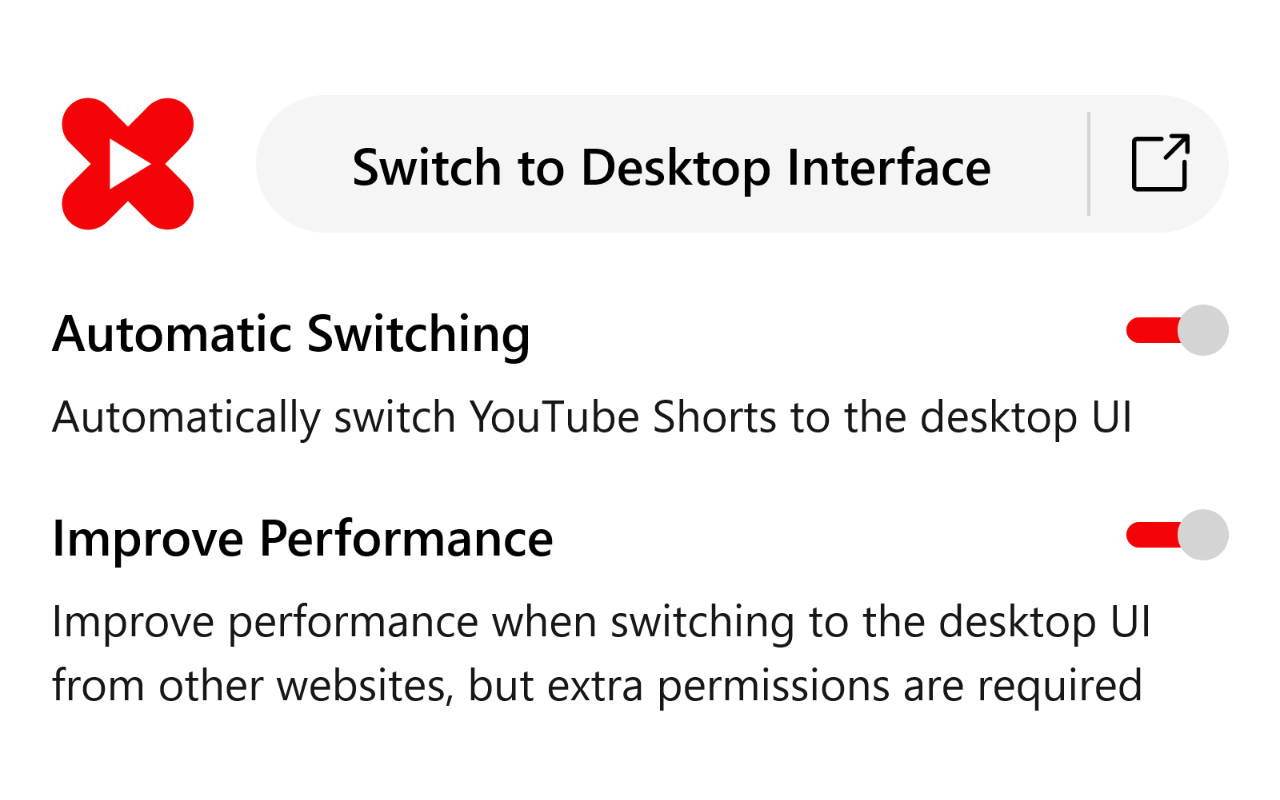 Switch to Desktop Interface
Automatic Switching
Automatically switch YouTube Shorts to the desktop UI
Improve Performance
Improve performance when switching to the desktop UI
from other websites, but extra permissions are required